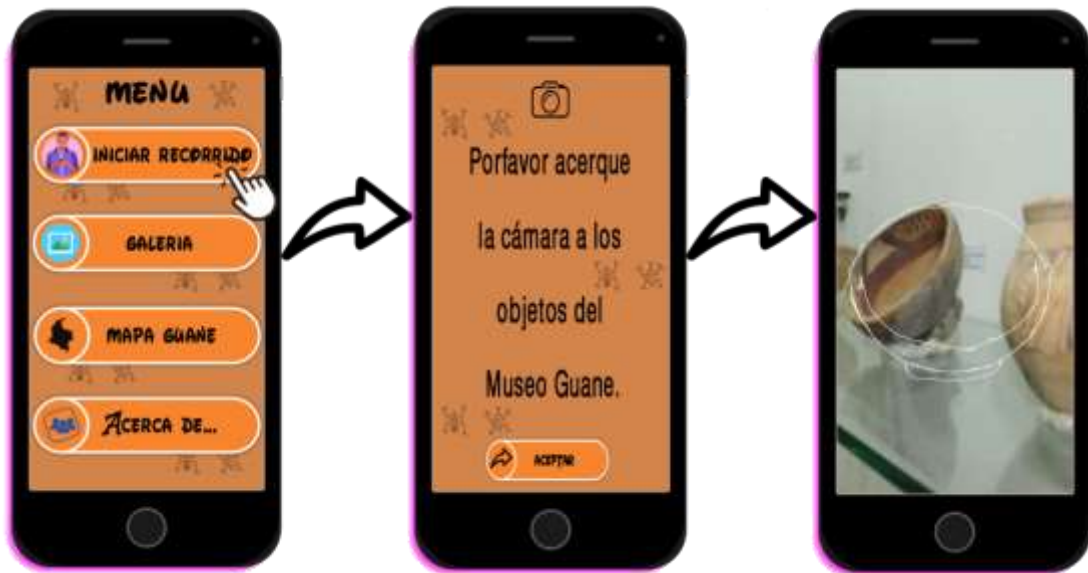 MENU
INICIAR RECORRIDO
GALERIA
MAPA GUANE
ACERCA DE...
Porfavor acerque
la cámara a los
objetos del
Museo Guane.
ACEPTAR